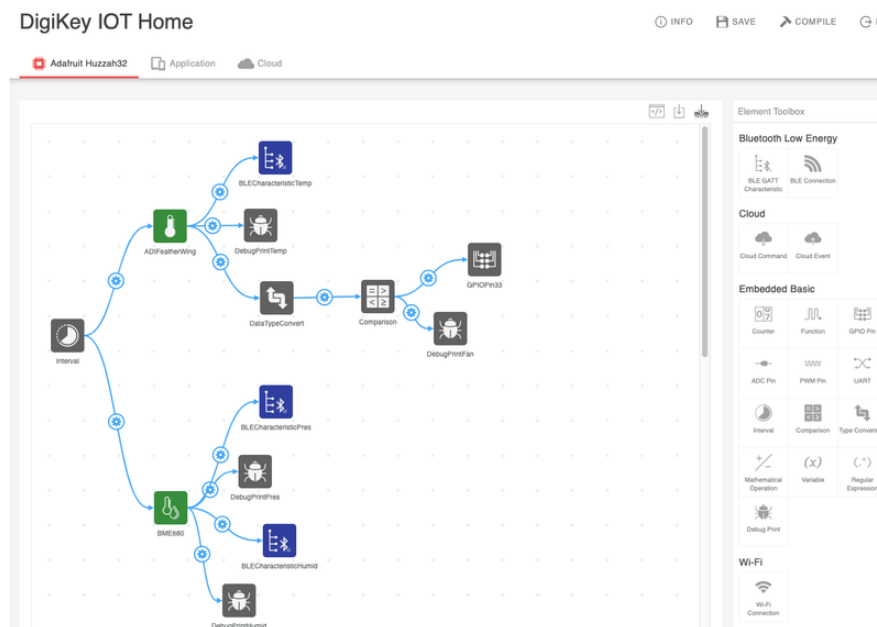 DigiKey IOT Home
INFO
SAVE
COMPILE
Adafruit Huzzah32
Application
Cloud
Element Toolbox
Bluetooth Low Energy
BLE GATT
Characteristic
BLE Connection
Cloud
Cloud Command
Cloud Event
Embedded Basic
Counter
Function
GPIO Pin
ADC Pin
PWM Pin
UART
Interval
Comparison
Type Convers
Mathematical
Operation
Variable
Regular
Expression
Debug Print
Wi-Fi
Wi-Fi
Connection
BLECharacteristicTemp
ADIFeatherWing
DebugPrintTemp
GPIOPin33
DataTypeConvert
Comparison
DebugPrintFan
Interval
BLECharacteristicPres
DebugPrintPres
BME680
BLECharacteristicHumid
DebugPrintHumid